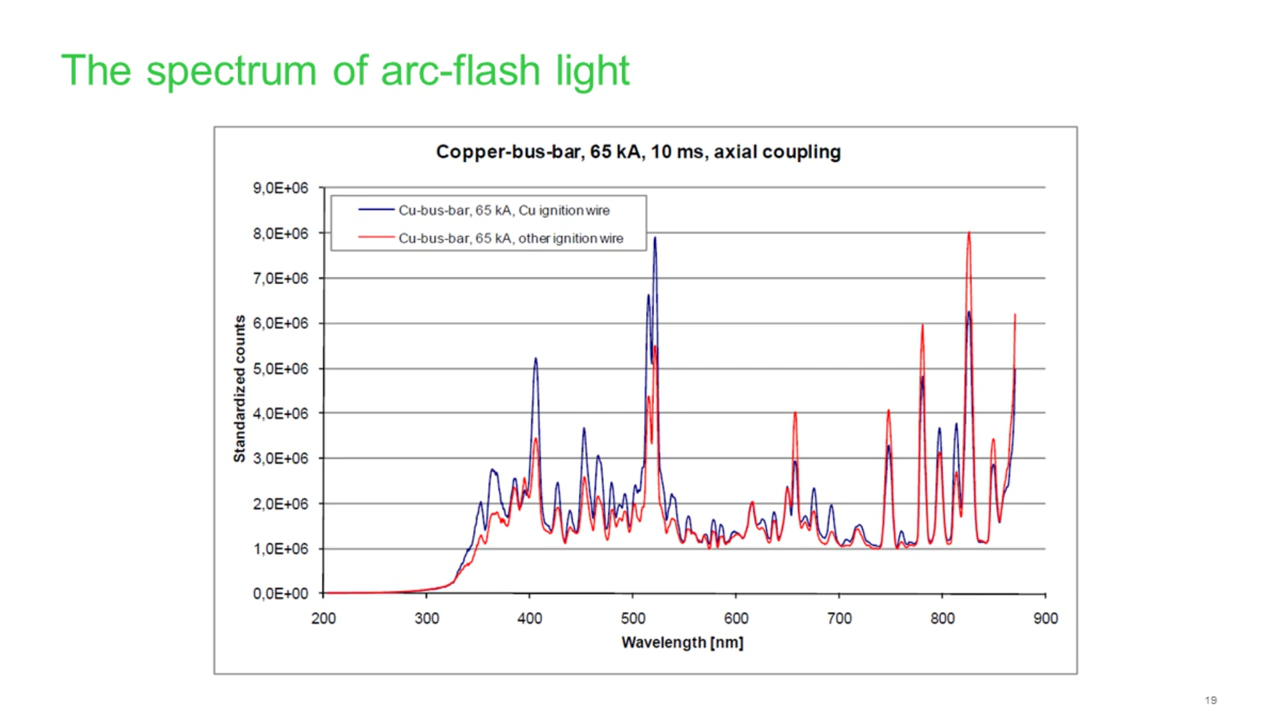 The spectrum of arc-flash light
Copper-bus-bar, 65 kA, 10 ms, axial coupling
9,0E+06
Cu-bus-bar, 65 kA, Cu ignition wire
8,0E+06
Cu-bus-bar, 65 kA, other ignition wire
7,0E+06
6,0E+06
5,0E+06
4,0E+06
3,0E+06
2,0E+06
1,0E+06
0,0E+00
Standardized counts
200 300 400 500 600 700 800 900
Wavelength [nm]
19